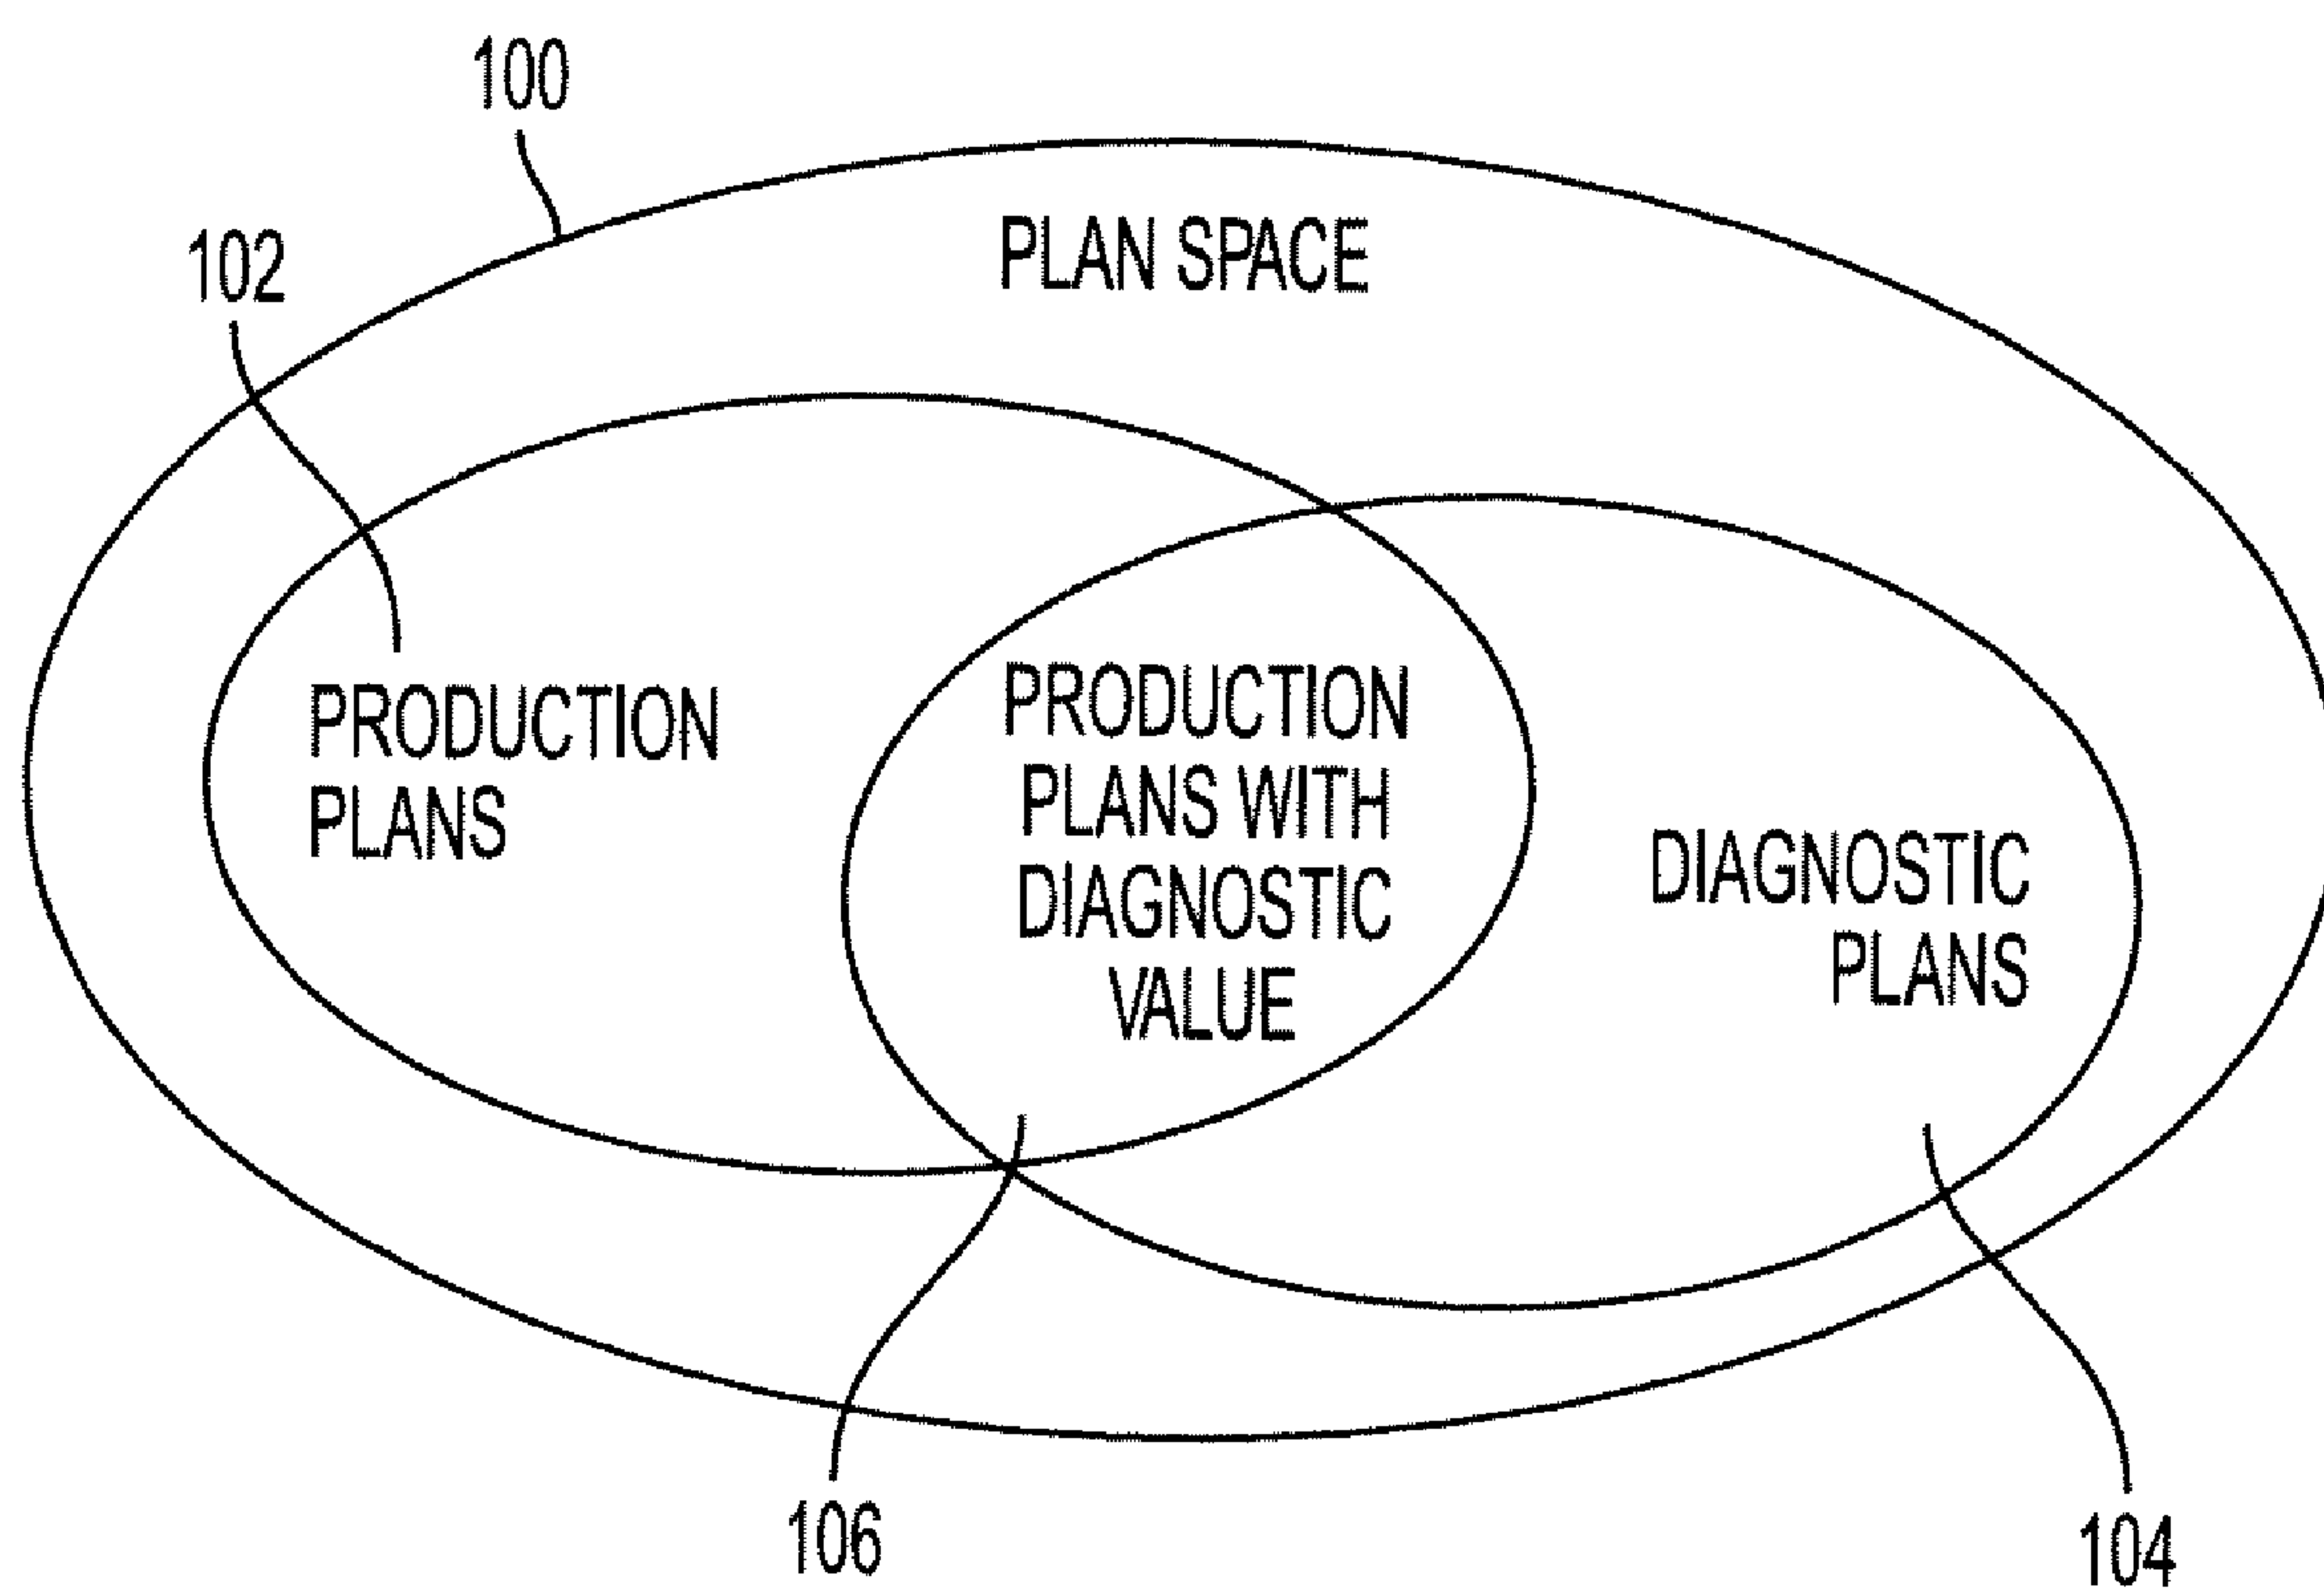 100
102
PLAN SPACE
PRODUCTION
PLANS
PRODUCTION
PLANS WITH
DIAGNOSTIC
VALUE
DIAGNOSTIC
PLANS
106
104